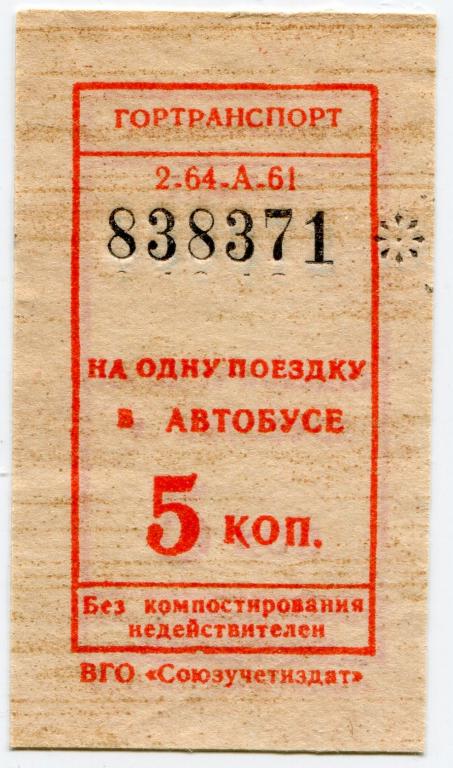 ГОРТРАНСПОРТ
2-64-А-61
838371
НА ОДНУ ПОЕЗДКУ
В АВТОБУСЕ
5 КОП.
Без компостирования
недействителен
ВГО «Союзучетиздат»